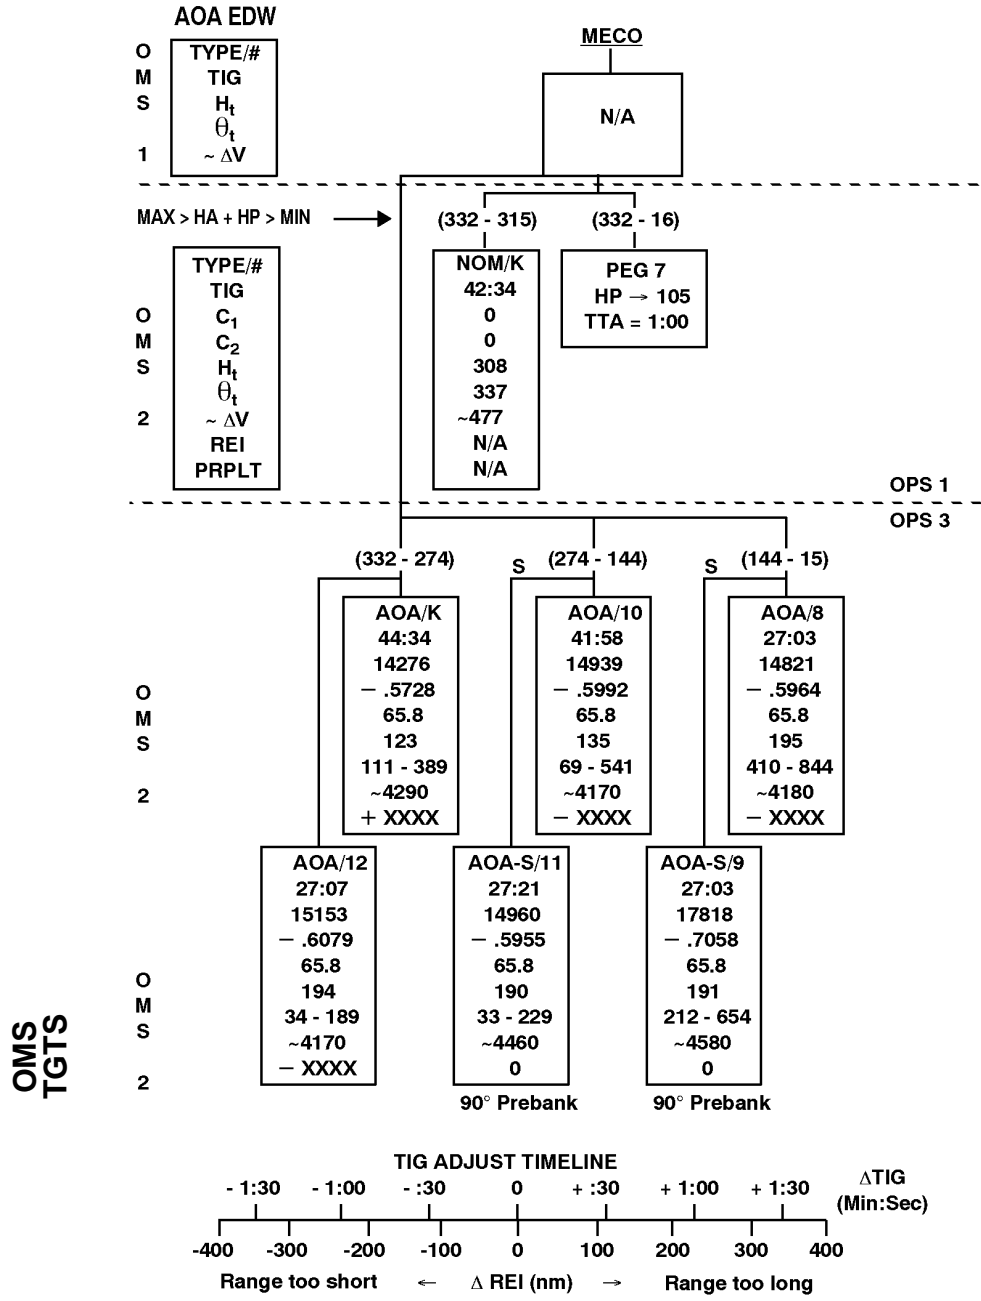 AOA EDW
O
M
S
1
TYPE/#
TIG
Ht
θt
~ ΔV
MECO
N/A
MAX > HA + HP > MIN
(332 - 315)
(332 - 16)
O
M
S
2
TYPE/#
TIG
C1
C2
Ht
θt
~ ΔV
REI
PRPLT
NOM/K
42:34
0
0
308
337
~477
N/A
N/A
PEG 7
HP → 105
TTA = 1:00
OPS 1
OPS 3
(332 - 274)
S
(274 - 144)
S
(144 - 15)
O
M
S
2
AOA/K
44:34
14276
− .5728
65.8
123
111 - 389
~4290
+ XXXX
AOA/10
41:58
14939
− .5992
65.8
135
69 - 541
~4170
− XXXX
AOA/8
27:03
14821
− .5964
65.8
195
410 - 844
~4180
− XXXX
O
M
S
2
AOA/12
27:07
15153
− .6079
65.8
194
34 - 189
~4170
− XXXX
AOA-S/11
27:21
14960
− .5955
65.8
190
33 - 229
~4460
0
90° Prebank
AOA-S/9
27:03
17818
− .7058
65.8
191
212 - 654
~4580
0
90° Prebank
OMS
TGTS
TIG ADJUST TIMELINE
- 1:30 - 1:00 - :30 0 + :30 + 1:00 + 1:30
ΔTIG
(Min:Sec)
-400 -300 -200 -100 0 100 200 300 400
Range too short ← Δ REI (nm) → Range too long